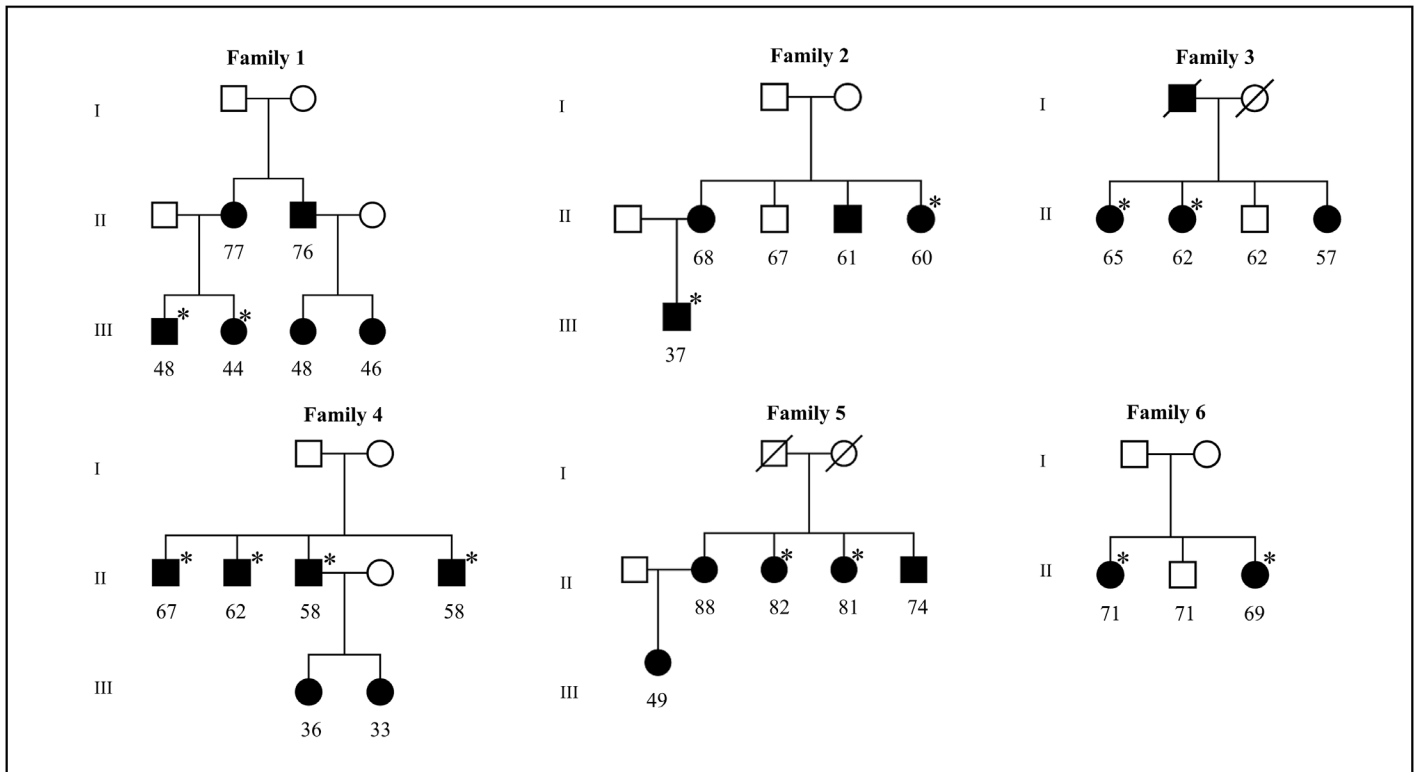 Family 1
I
II
77 76
* *
III
48 44 48 46
Family 2
I
*
II
68 67 61 60
*
III
37
Family 3
I
* *
II
65 62 62 57
Family 4
I
* * * *
II
67 62 58 58
III
36 33
Family 5
I
* *
II
88 82 81 74
III
49
Family 6
I
* *
II
71 71 69